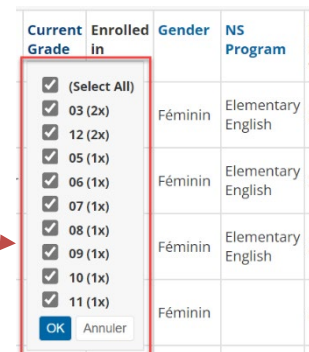 Current Grade
Enrolled in
Gender
NS Program
(Select All)
03 (2x)
12 (2x)
05 (1x)
06 (1x)
07 (1x)
08 (1x)
09 (1x)
10 (1x)
11 (1x)
OK
Annuler
Féminin
Elementary English
Féminin
Elementary English
Féminin
Elementary English
Féminin